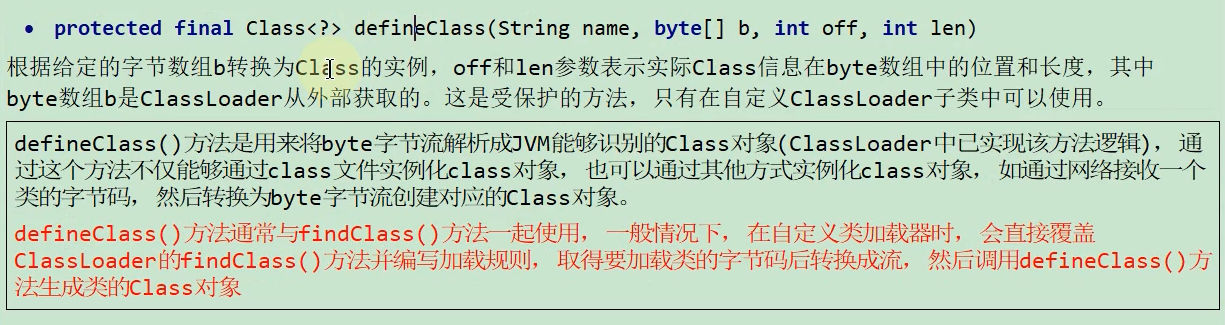 • protected final Class<?> defineClass(String name, byte[] b, int off, int len)
根据给定的字节数组b转换为Class的实例，off和len参数表示实际Class信息在byte数组中的位置和长度，其中
byte数组b是ClassLoader从外部获取的。这是受保护的方法，只有在自定义ClassLoader子类中可以使用。
defineClass()方法是用来将byte字节流解析成JVM能够识别的Class对象(ClassLoader中已实现该方法逻辑)，通
过这个方法不仅能够通过class文件实例化class对象，也可以通过其他方式实例化class对象，如通过网络接收一个
类的字节码，然后转换为byte字节流创建对应的Class对象。
defineClass()方法通常与findClass()方法一起使用，一般情况下，在自定义类加载器时，会直接覆盖
ClassLoader的findClass()方法并编写加载规则，取得要加载类的字节码后转换成流，然后调用defineClass()方
法生成类的Class对象